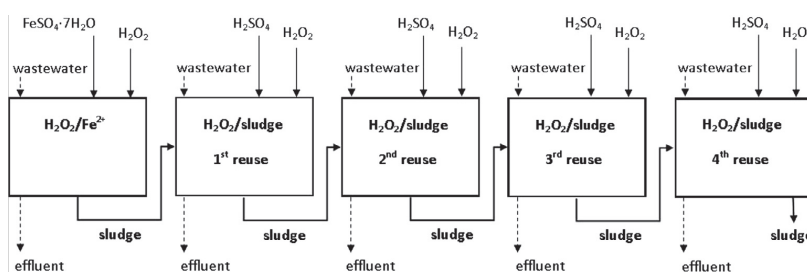 FeSO₄·7H₂O
H₂O₂
wastewater
H₂O₂/Fe²⁺
sludge
effluent
H₂SO₄
H₂O₂
wastewater
H₂O₂/sludge
1ˢᵗ reuse
sludge
effluent
H₂SO₄
H₂O₂
wastewater
H₂O₂/sludge
2ⁿᵈ reuse
sludge
effluent
H₂SO₄
H₂O₂
wastewater
H₂O₂/sludge
3ʳᵈ reuse
sludge
effluent
H₂SO₄
H₂O
wastewater
H₂O₂/sludge
4ᵗʰ reuse
sludge
effluent